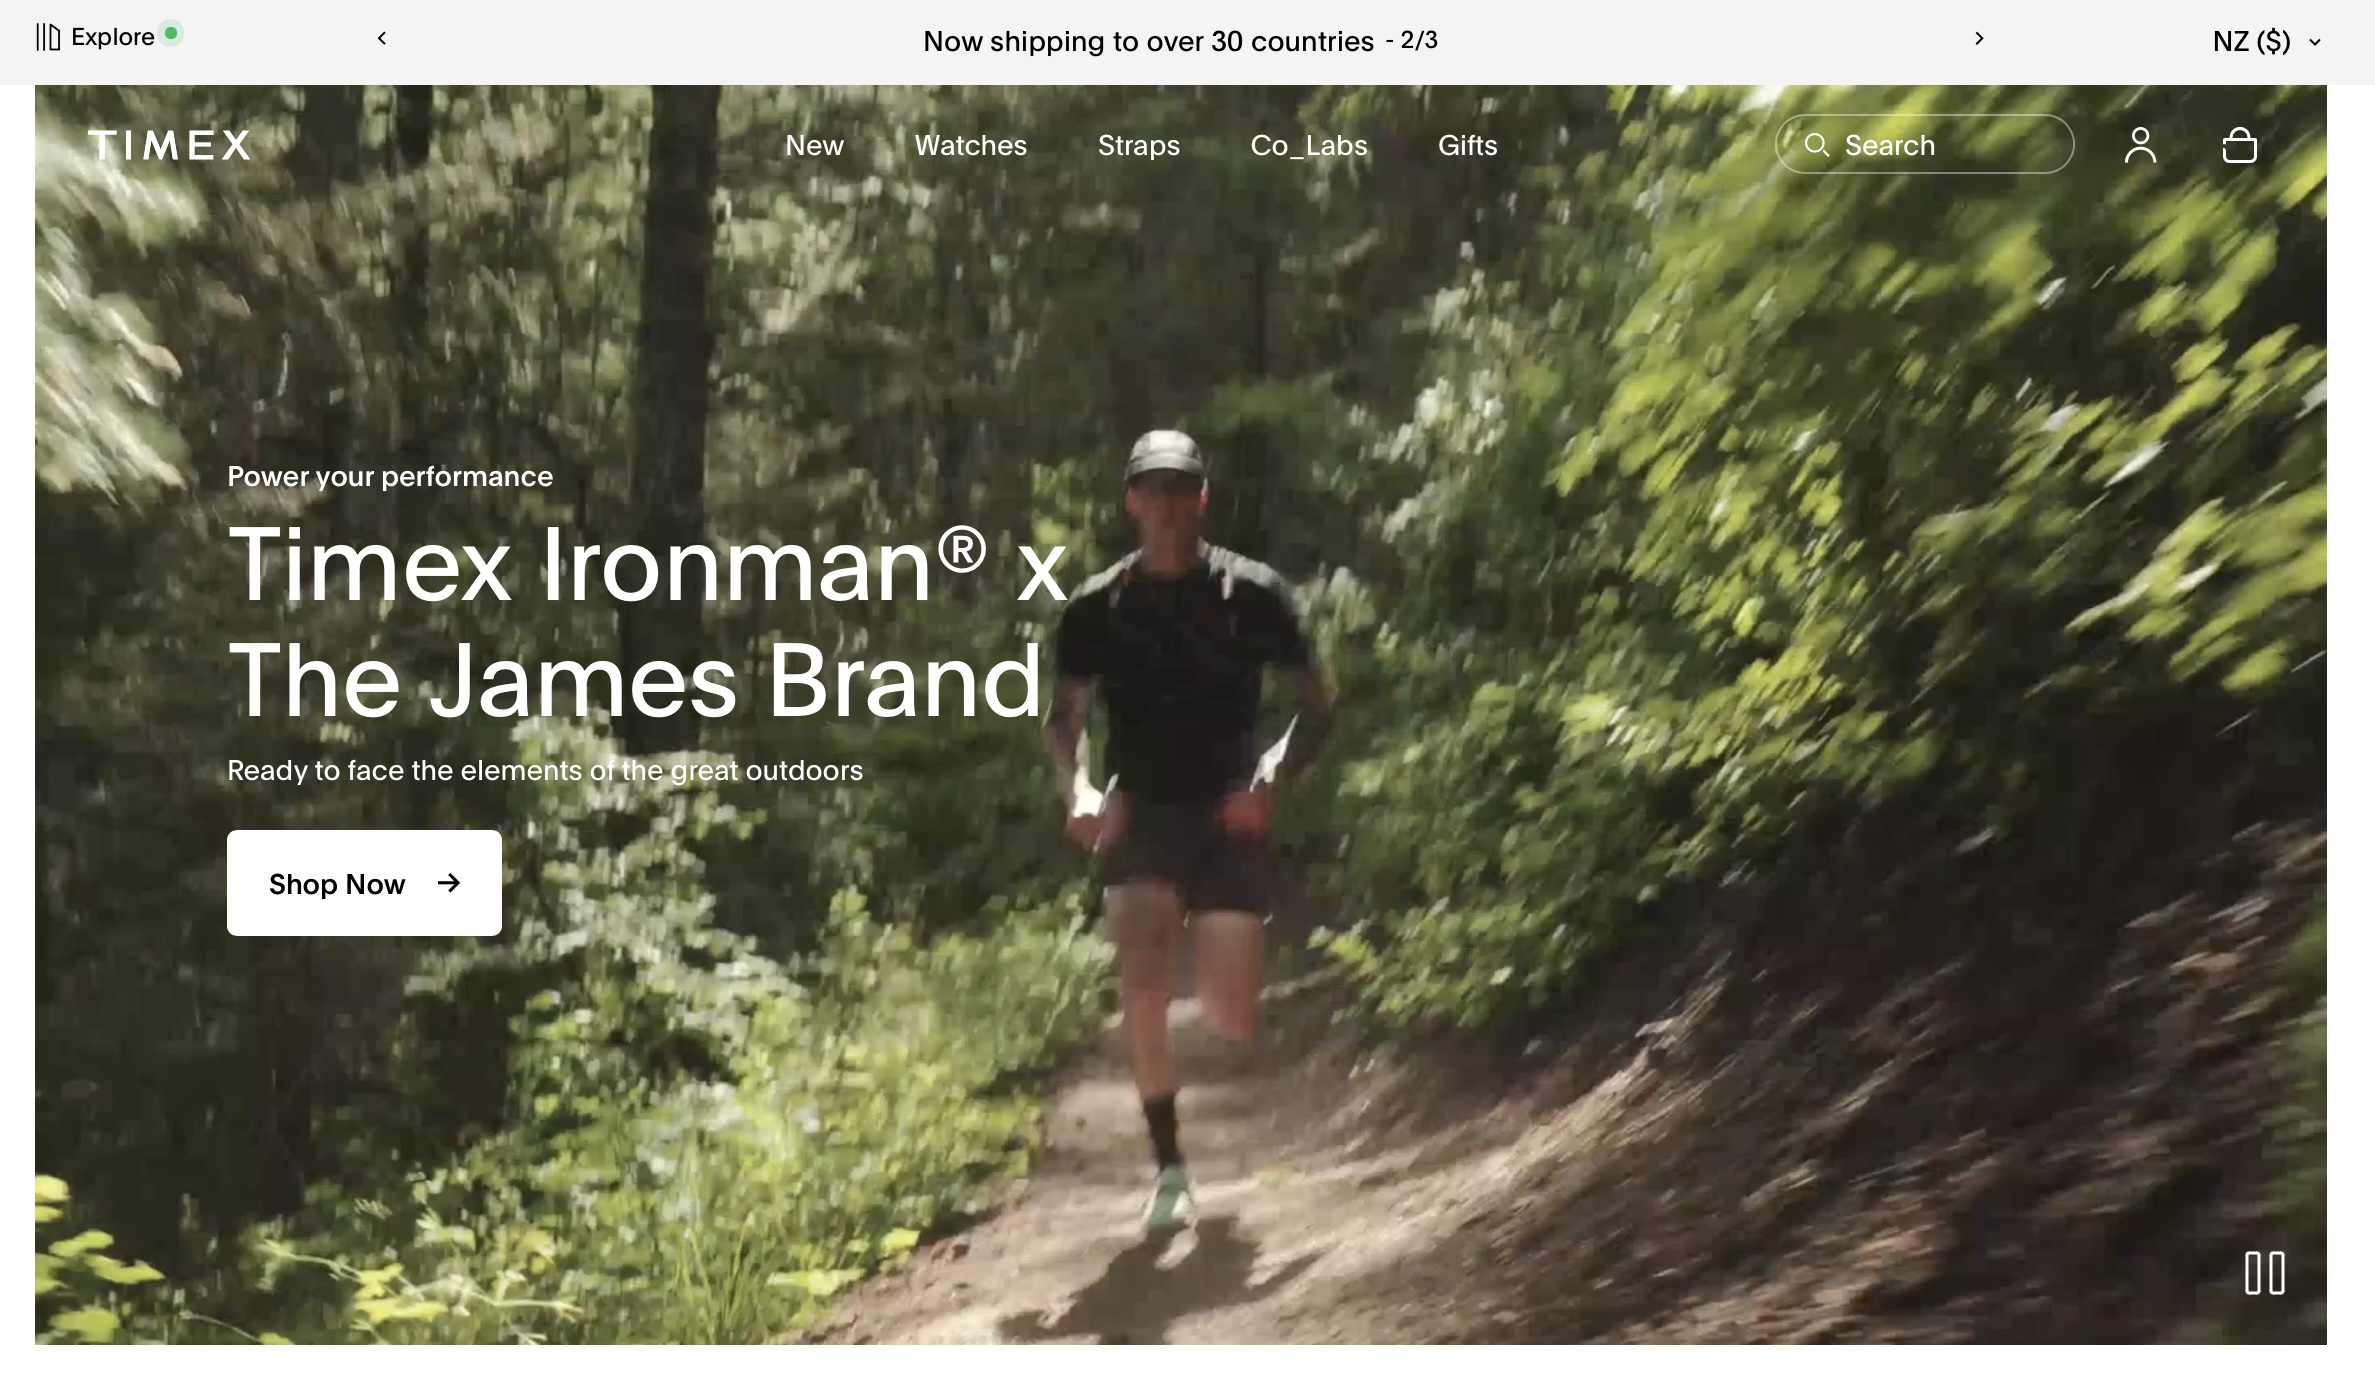 Explore
Now shipping to over 30 countries - 2/3
NZ ($)
TIMEX
New
Watches
Straps
Co_Labs
Gifts
Search
Power your performance
Timex Ironman® x
The James Brand
Ready to face the elements of the great outdoors
Shop Now